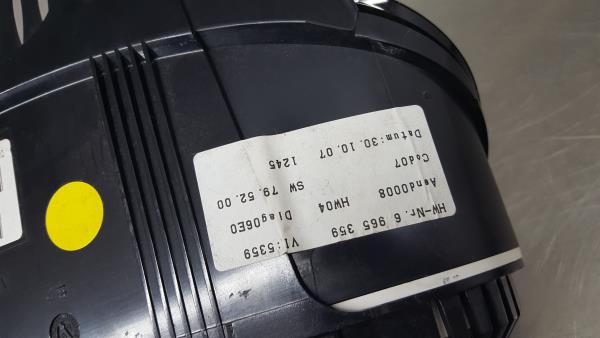 HW-Nr. 6 965 359 VI:5359
Aend0008 HW04 Diag06E0
Cod07 SW 79.52.00
Datum:30.10.07 1245